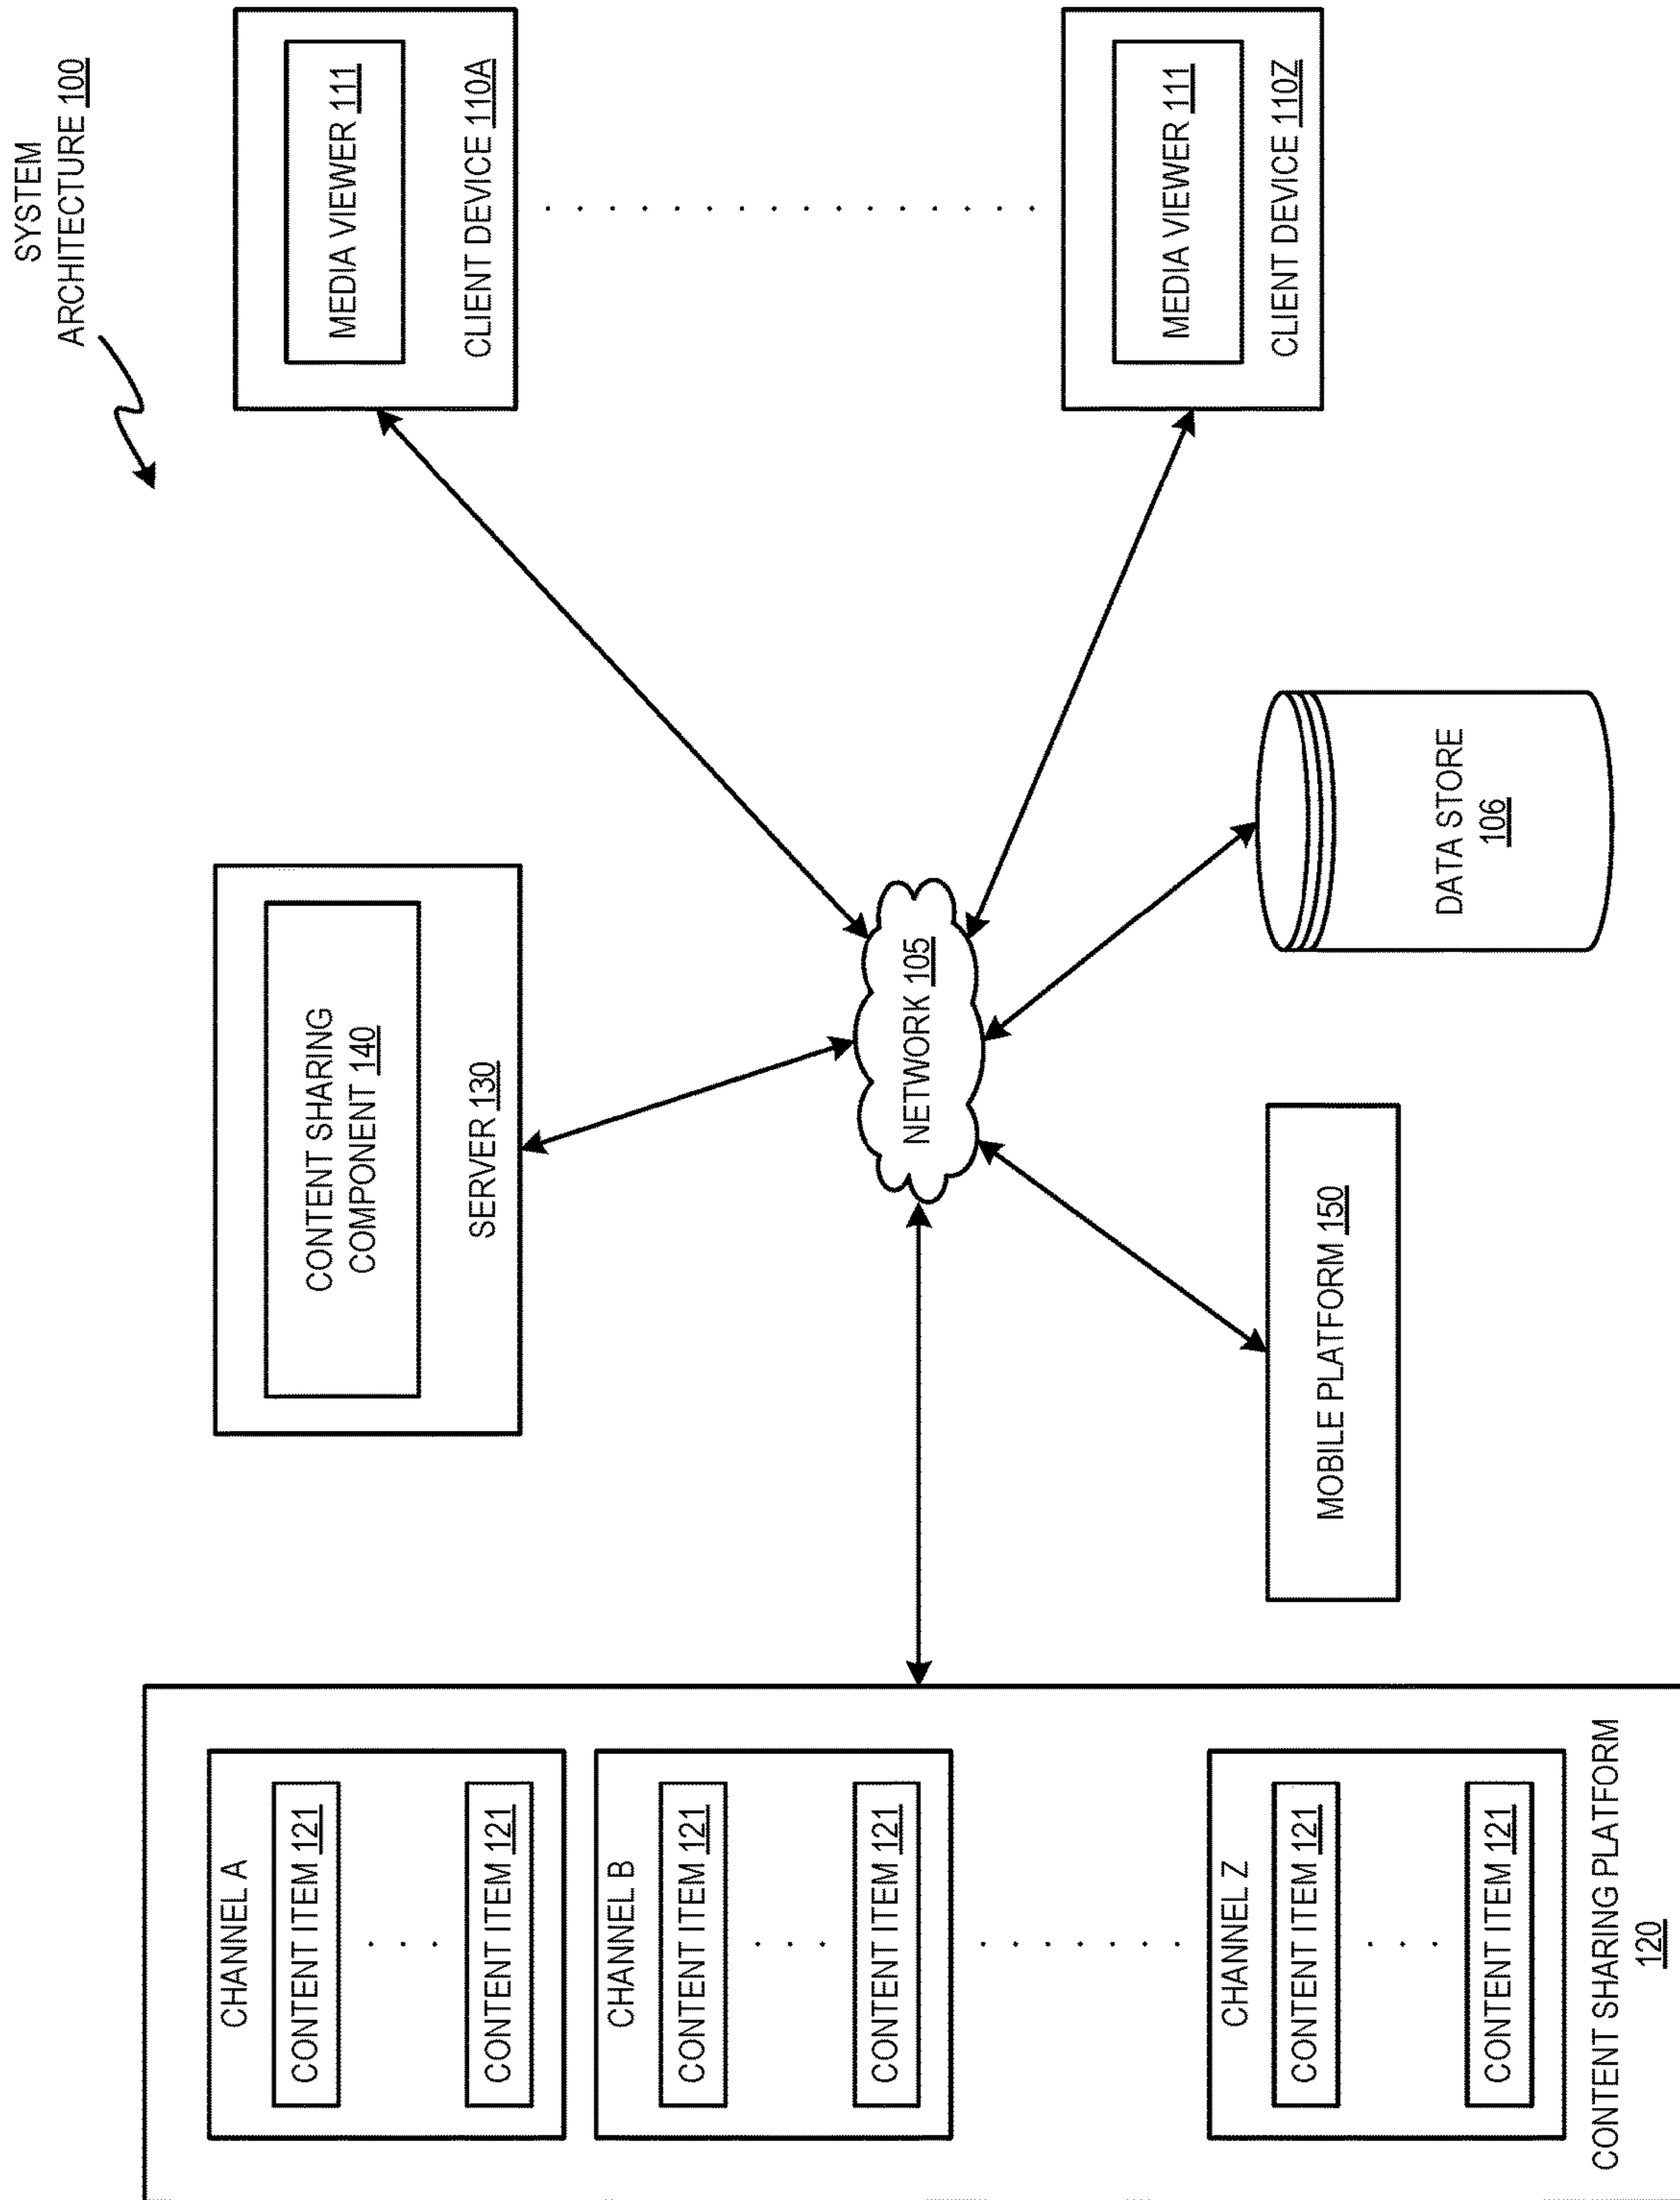 SYSTEM
ARCHITECTURE 100
CHANNEL A
CONTENT ITEM 121
CONTENT ITEM 121
CHANNEL B
CONTENT ITEM 121
CONTENT ITEM 121
CHANNEL Z
CONTENT ITEM 121
CONTENT ITEM 121
CONTENT SHARING PLATFORM
120
CONTENT SHARING
COMPONENT 140
SERVER 130
NETWORK 105
MOBILE PLATFORM 150
DATA STORE
106
MEDIA VIEWER 111
CLIENT DEVICE 110A
MEDIA VIEWER 111
CLIENT DEVICE 110Z